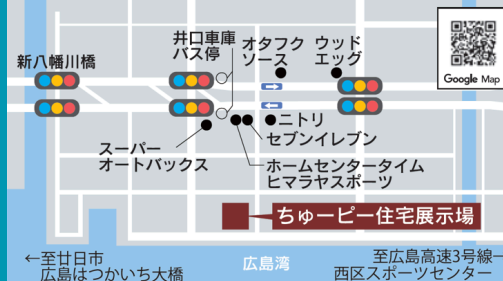 新八幡川橋
井口車庫
バス停
オタフク
ソース
ウッド
エッグ
Google Map
ニトリ
セブンイレブン
スーパー
オートバックス
ホームセンタータイム
ヒマラヤスポーツ
ちゅーピー住宅展示場
←至廿日市
広島はつかいち大橋
広島湾
至広島高速3号線→
西区スポーツセンター